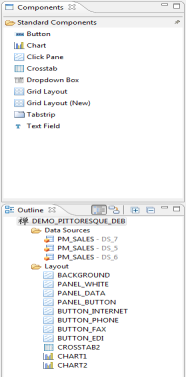 Components
Standard Components
Button
Chart
Click Pane
Crosstab
Dropdown Box
Grid Layout
Grid Layout (New)
Tabstrip
Text Field
Outline
DEMO_PITTORESQUE_DEB
Data Sources
PM_SALES - DS_7
PM_SALES - DS_5
PM_SALES - DS_6
Layout
BACKGROUND
PANEL_WHITE
PANEL_DATA
PANEL_BUTTON
BUTTON_INTERNET
BUTTON_PHONE
BUTTON_FAX
BUTTON_EDI
CROSSTAB2
CHART1
CHART2